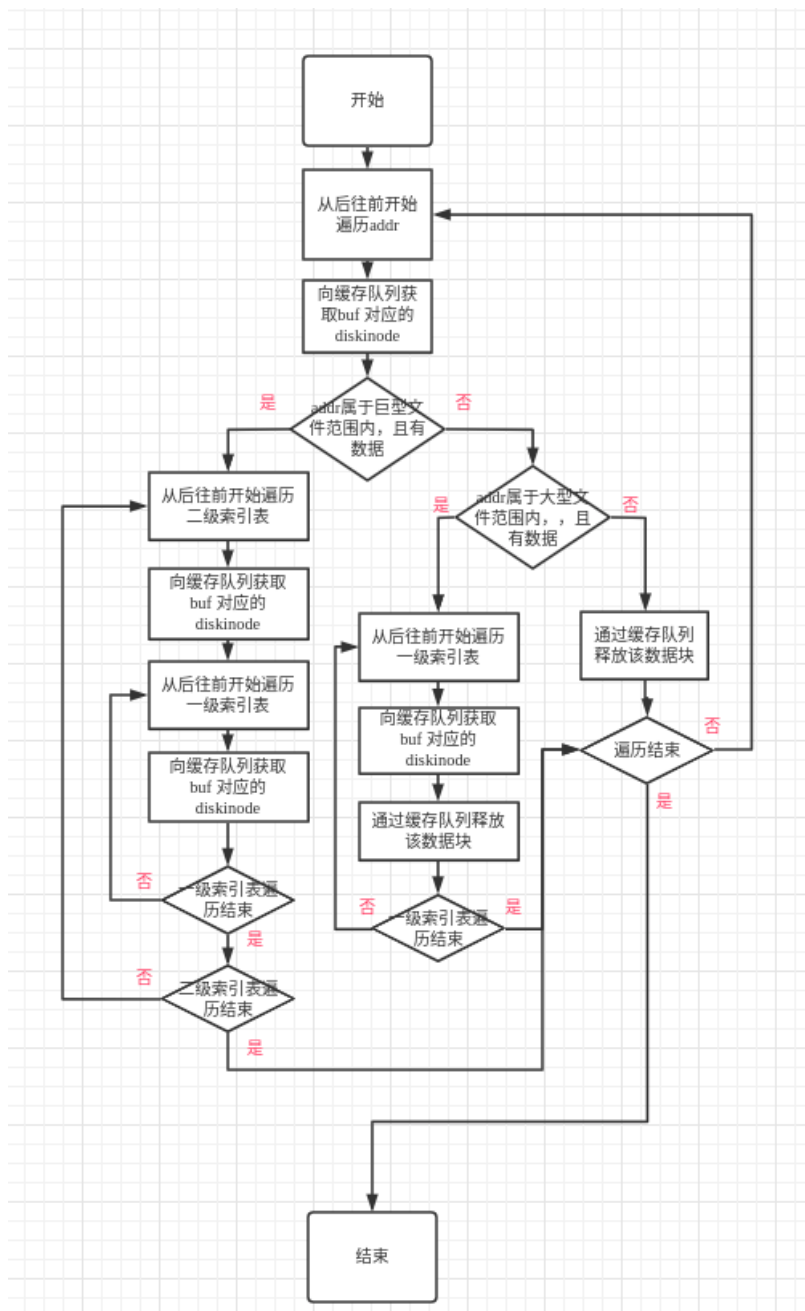 开始
从后往前开始
遍历addr
向缓存队列获
取buf 对应的
diskinode
是
否
addr属于巨型文
件范围内，且有
数据
从后往前开始遍历
二级索引表
是
否
addr属于大型文
件范围内，，且
有数据
向缓存队列获取
buf 对应的
diskinode
从后往前开始遍历
一级索引表
通过缓存队列
释放该数据块
从后往前开始遍历
一级索引表
向缓存队列获取
buf 对应的
diskinode
否
遍历结束
是
向缓存队列获取
buf 对应的
diskinode
通过缓存队列释放
该数据块
否
一级索引表遍
历结束
是
否
一级索引表遍
历结束
是
否
二级索引表遍
历结束
是
结束